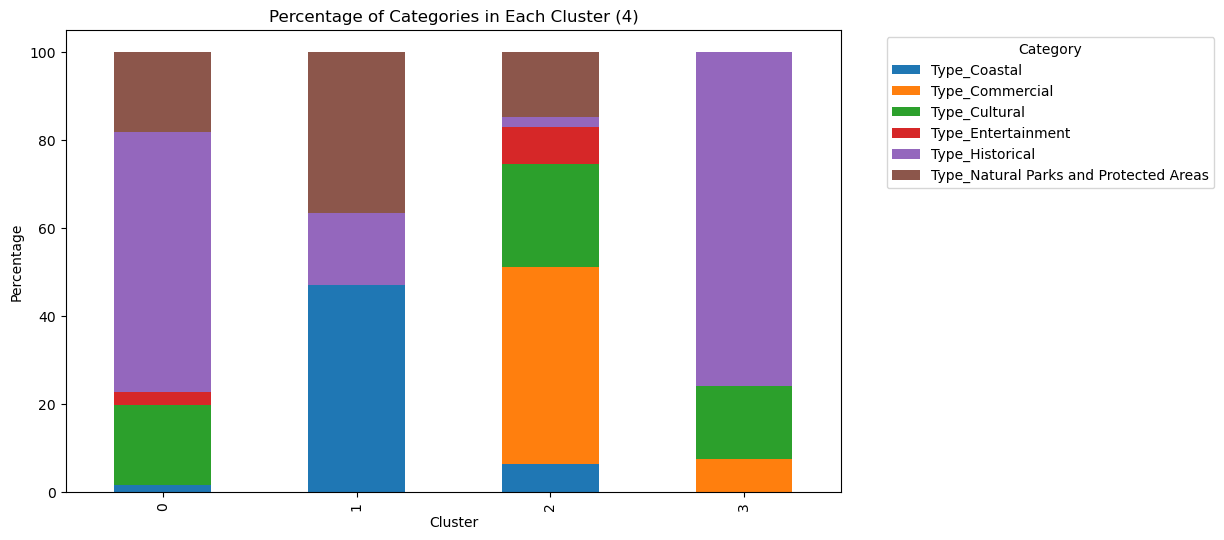 Percentage of Categories in Each Cluster (4)
Percentage
100
80
60
40
20
0
0
1
2
3
Cluster
Category
Type_Coastal
Type_Commercial
Type_Cultural
Type_Entertainment
Type_Historical
Type_Natural Parks and Protected Areas